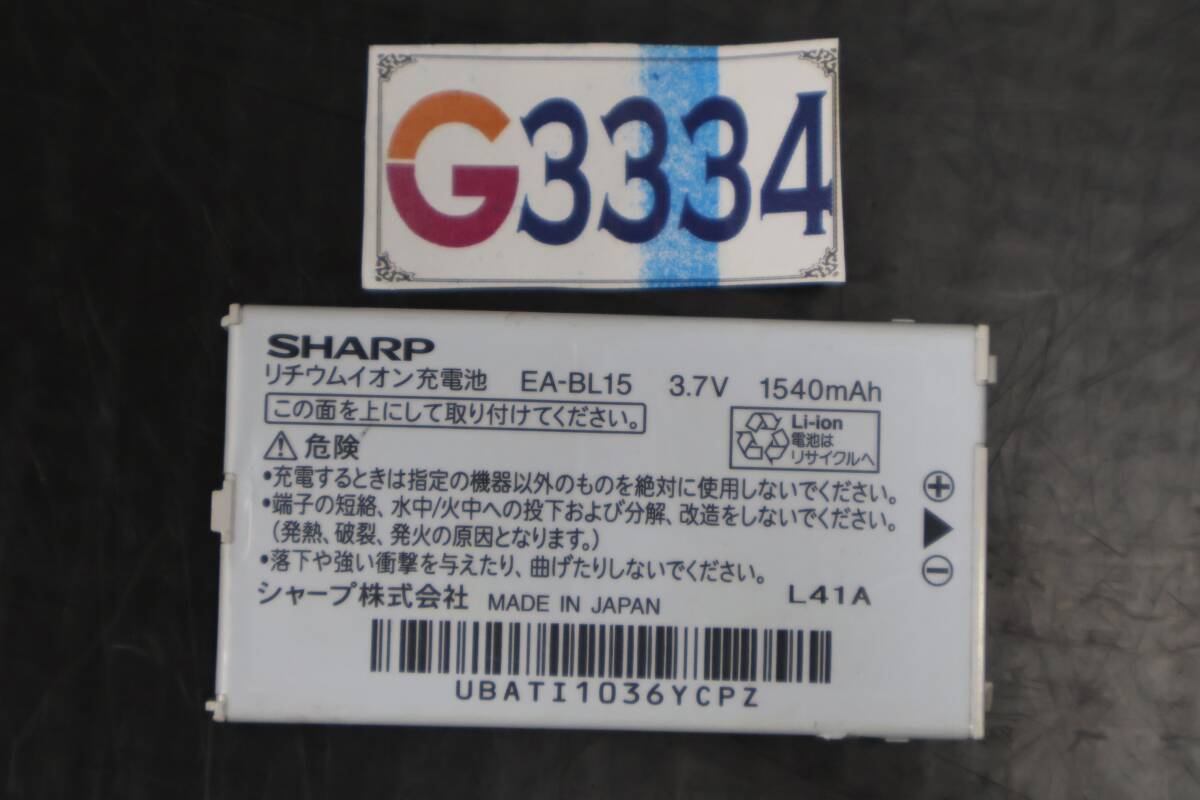 G3334
SHARP
リチウムイオン充電池 EA-BL15 3.7V 1540mAh
この面を上にして取り付けてください。
Li-ion
電池は
リサイクルへ
⚠ 危険
•充電するときは指定の機器以外のものを絶対に使用しないでください。
•端子の短絡、水中/火中への投下および分解、改造をしないでください。
(発熱、破裂、発火の原因となります。)
•落下や強い衝撃を与えたり、曲げたりしないでください。
シャープ株式会社 MADE IN JAPAN L41A
UBATI1036YCPZ